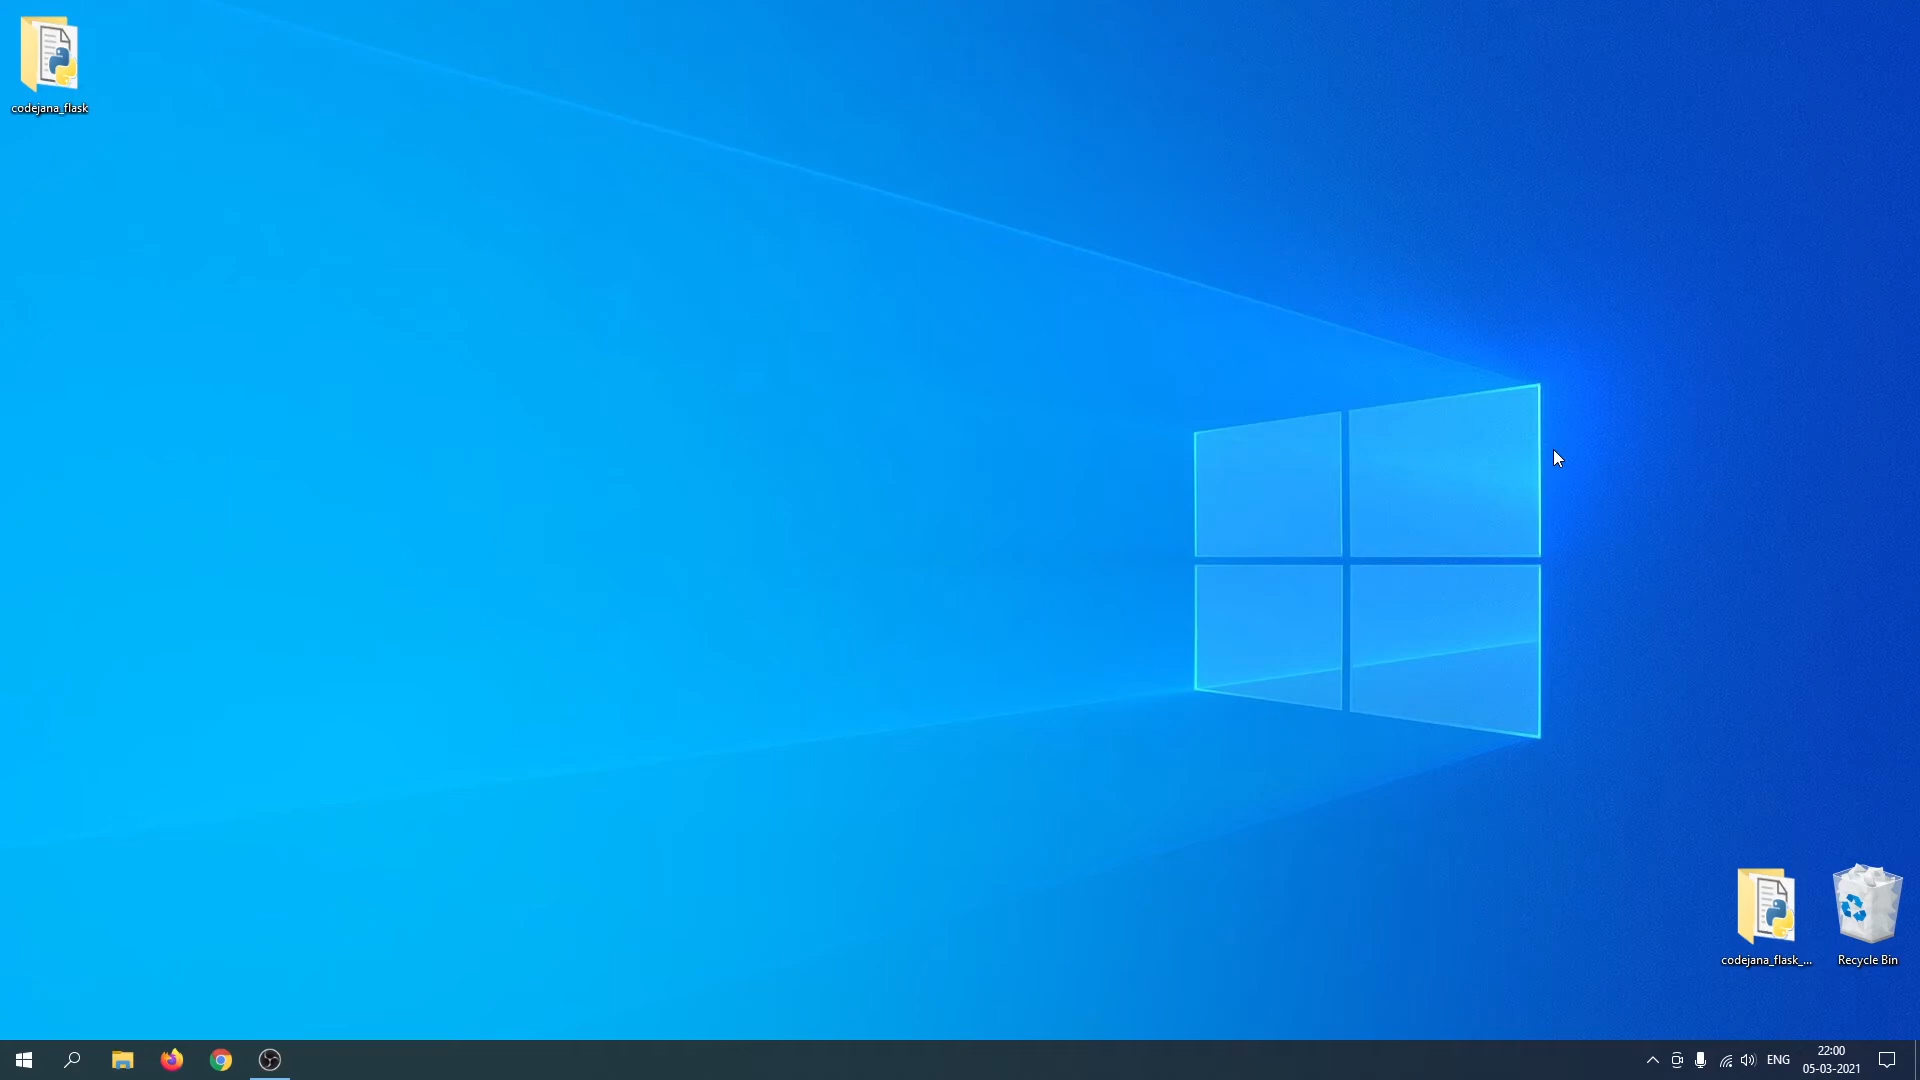 codejana_flask
codejana_flask_...
Recycle Bin
ENG
22:00
05-03-2021